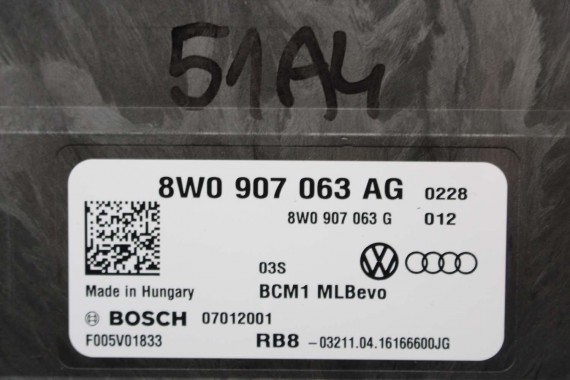 51A4
8W0 907 063 AG 0228
8W0 907 063 G 012
03S
Made in Hungary BCM1 MLBevo
BOSCH 07012001
F005V01833 RB8 -03211.04.16166600JG